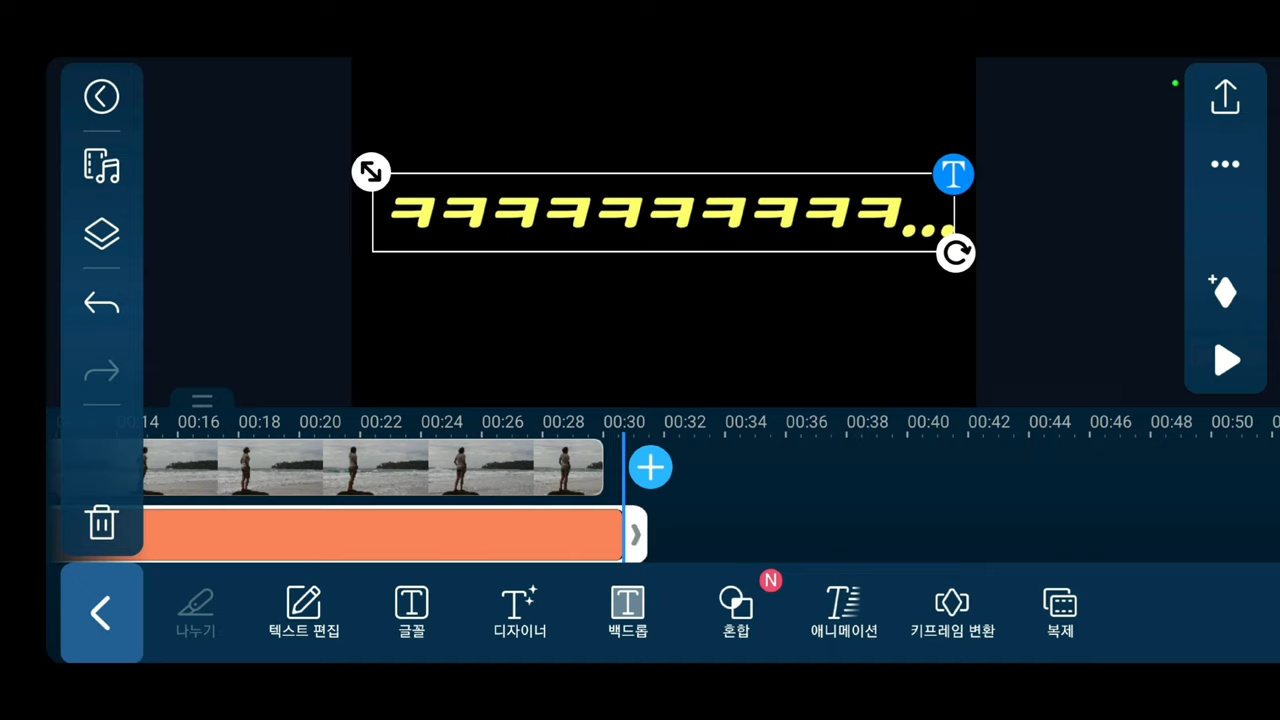 ㅋㅋㅋㅋㅋㅋㅋㅋㅋㅋ...
00:14 00:16 00:18 00:20 00:22 00:24 00:26 00:28 00:30 00:32 00:34 00:36 00:38 00:40 00:42 00:44 00:46 00:48 00:50
N
나누기 텍스트 편집 글꼴 디자이너 백드롭 혼합 애니메이션 키프레임 변환 복제